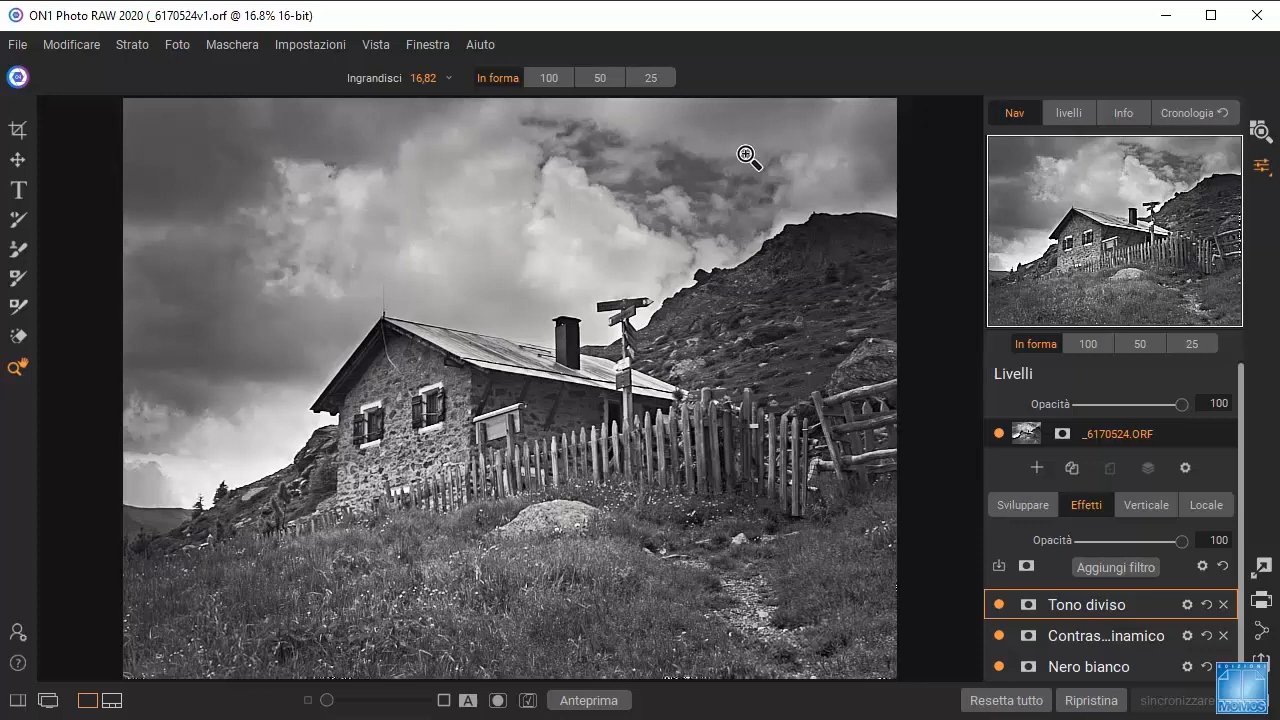 ON1 Photo RAW 2020 (_6170524v1.orf @ 16.8% 16-bit)
File Modificare Strato Foto Maschera Impostazioni Vista Finestra Aiuto
Ingrandisci 16,82 In forma 100 50 25
Nav livelli Info Cronologia
In forma 100 50 25
Livelli
Opacità 100
_6170524.ORF
Sviluppare Effetti Verticale Locale
Opacità 100
Aggiungi filtro
Tono diviso
Contras...inamico
Nero bianco
A Anteprima Resetta tutto Ripristina sincronizzare
EDIZIONI
MOMOS